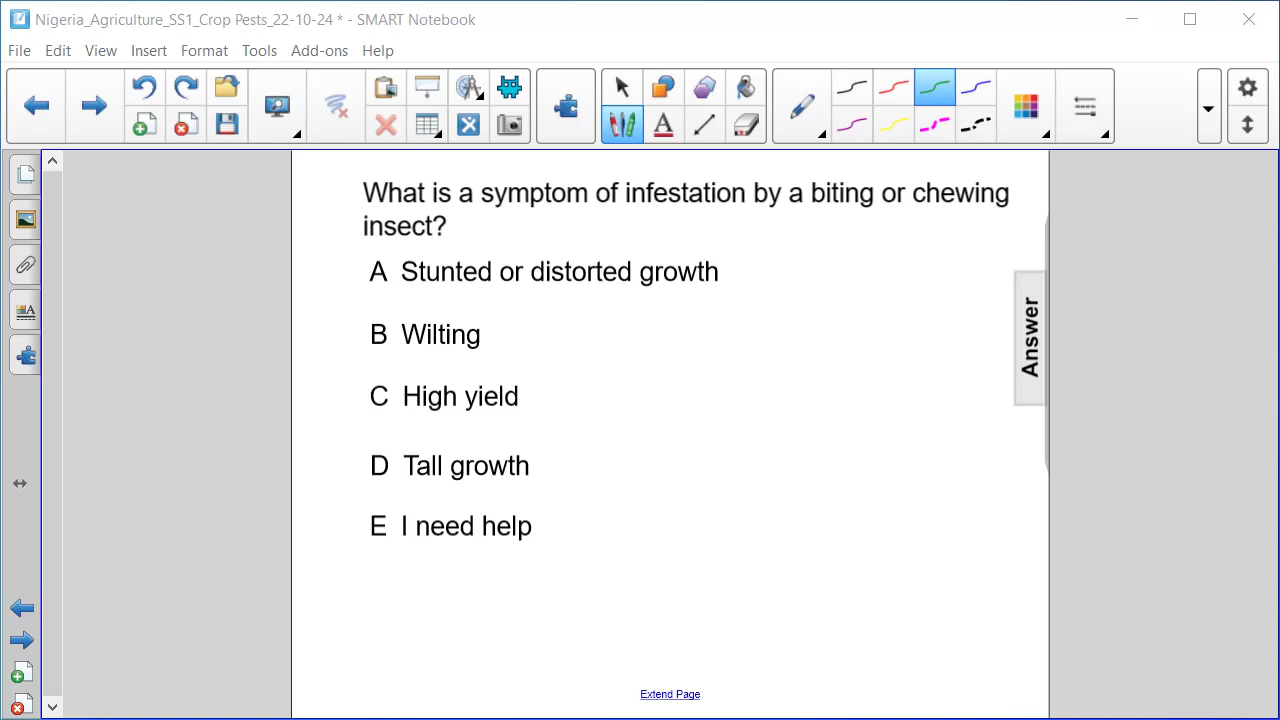 Nigeria_Agriculture_SS1_Crop Pests_22-10-24 * - SMART Notebook
File Edit View Insert Format Tools Add-ons Help
What is a symptom of infestation by a biting or chewing
insect?
A Stunted or distorted growth
B Wilting
C High yield
D Tall growth
E I need help
Answer
Extend Page